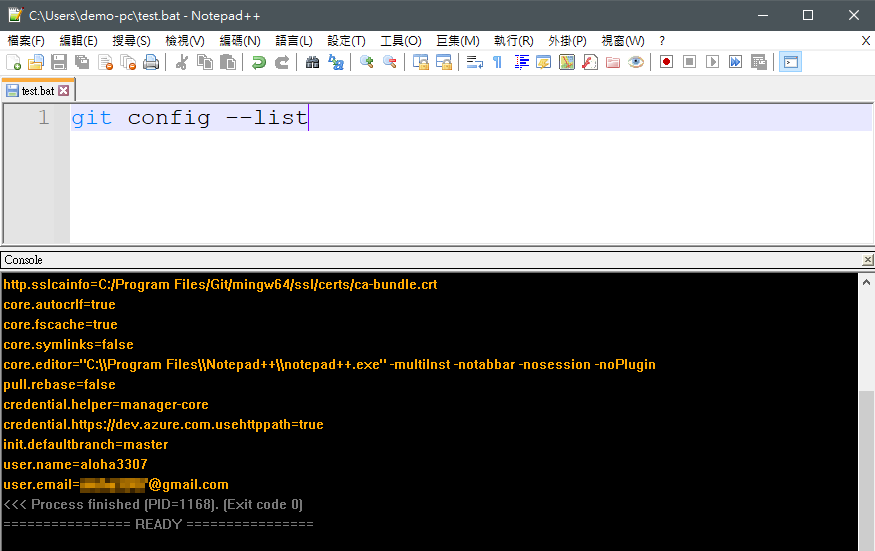 C:\Users\demo-pc\test.bat - Notepad++
檔案(F) 編輯(E) 搜尋(S) 檢視(V) 編碼(N) 語言(L) 設定(T) 工具(O) 巨集(M) 執行(R) 外掛(P) 視窗(W) ? X
test.bat
1 git config --list
Console
http.sslcainfo=C:/Program Files/Git/mingw64/ssl/certs/ca-bundle.crt
core.autocrlf=true
core.fscache=true
core.symlinks=false
core.editor="C:\\Program Files\\Notepad++\\notepad++.exe" -multiInst -notabbar -nosession -noPlugin
pull.rebase=false
credential.helper=manager-core
credential.https://dev.azure.com.usehttppath=true
init.defaultbranch=master
user.name=aloha3307
user.email= @gmail.com
<<< Process finished (PID=1168). (Exit code 0)
================ READY ================